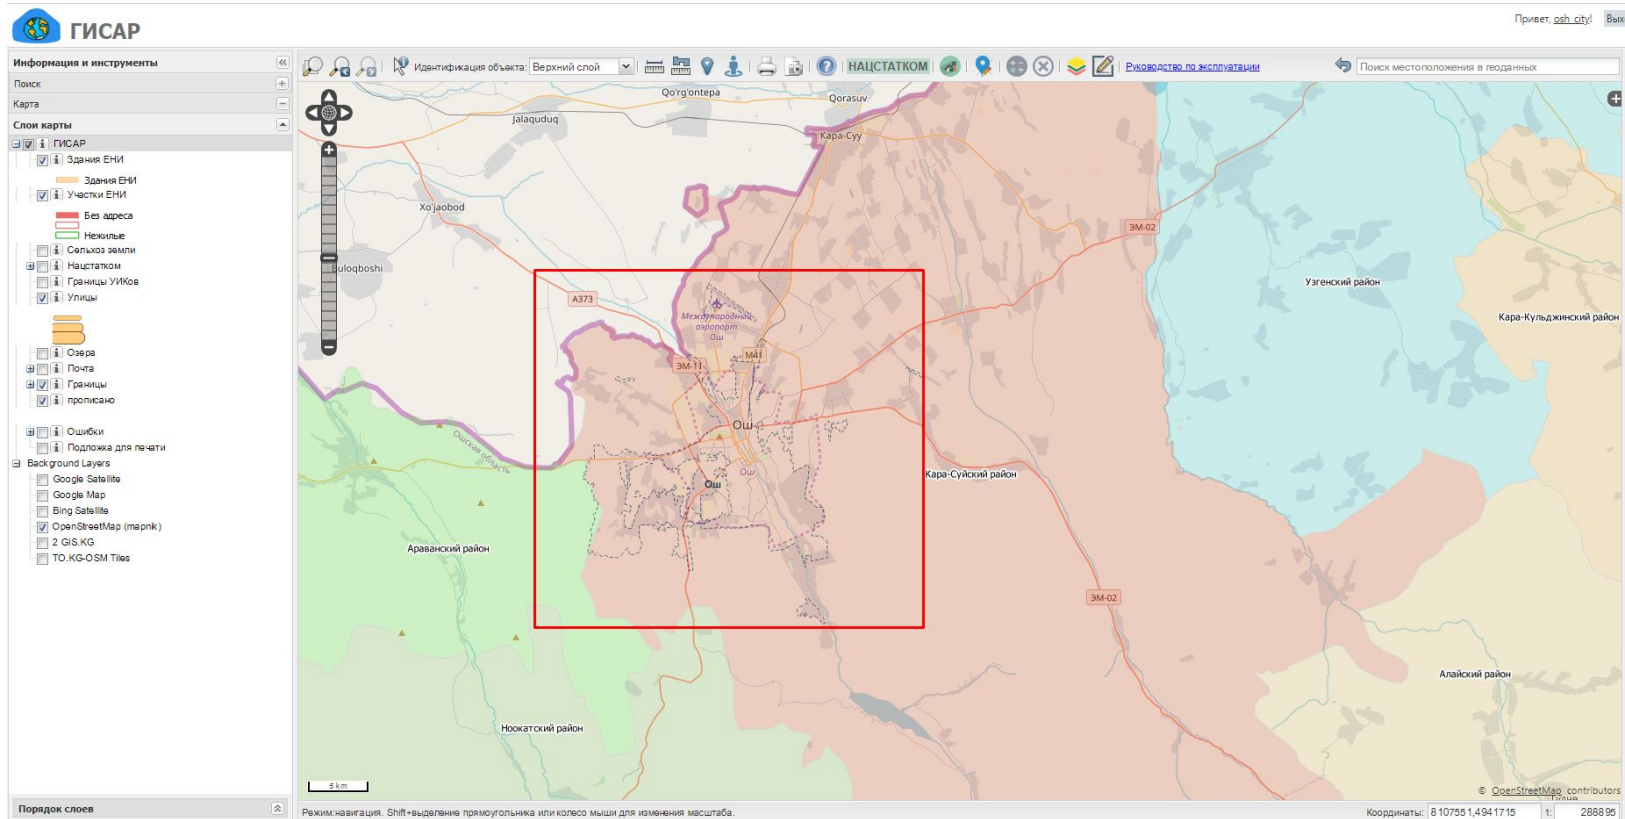 ГИСАР
Привет, osh_city!
Информация и инструменты
Поиск
Карта
Слои карты
ГИСАР
Здания ЕНИ
Здания ЕНИ
Участки ЕНИ
Без адреса
Нежилые
Сельхоз земли
Нацстатком
Границы УИКов
Улицы
Озера
Почта
Границы
прописано
Ошибки
Подложка для печати
Background Layers
Google Satellite
Google Map
Bing Satellite
OpenStreetMap (mapnik)
2 GIS.KG
TO.KG-OSM Tiles
Порядок слоев
Идентификация объекта: Верхний слой
НАЦСТАТКОМ
Руководство по эксплуатации
Поиск местоположения в геоданных
Qo'rg'ontepa
Qorasuv
Jalaquduq
Кара-Суу
Xo'jaobod
ЭМ-02
Buloqboshi
Узгенский район
A373
Международный
аэропорт
Ош
Кара-Кульджинский район
M41
ЭМ-11
Ош
Ошская область
Ош
Ош
Кара-Суйский район
Араванский район
ЭМ-02
Алайский район
Ноокатский район
5 km
© OpenStreetMap contributors
Режим:навигация. Shift+выделение прямоугольника или колесо мыши для изменения масштаба.
Координаты: 8107551,4941715 1: 288895